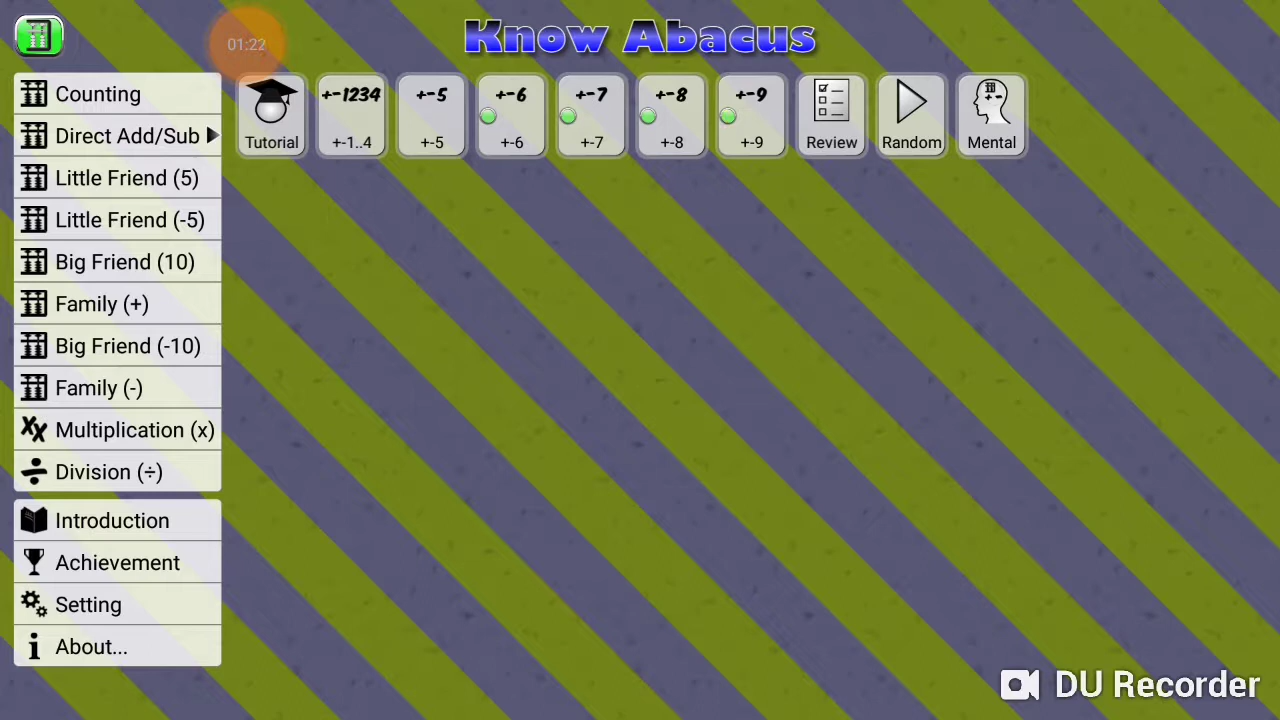 01:22
Know Abacus
Counting
Direct Add/Sub
Little Friend (5)
Little Friend (-5)
Big Friend (10)
Family (+)
Big Friend (-10)
Family (-)
Multiplication (x)
Division (÷)
Introduction
Achievement
Setting
About...
Tutorial
+-1234
+-1..4
+-5
+-5
+-6
+-6
+-7
+-7
+-8
+-8
+-9
+-9
Review
Random
Mental
DU Recorder